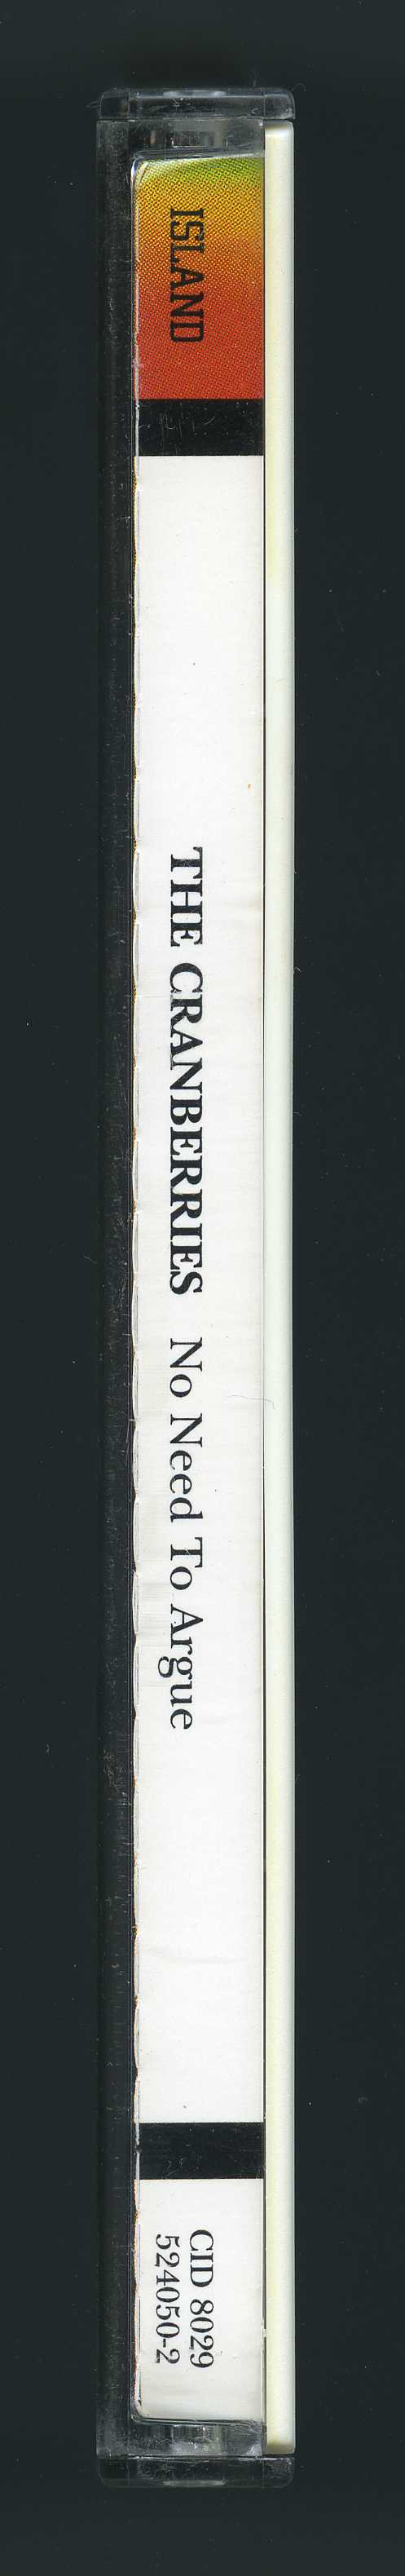 ISLAND
THE CRANBERRIES No Need To Argue
CID 8029
524050-2